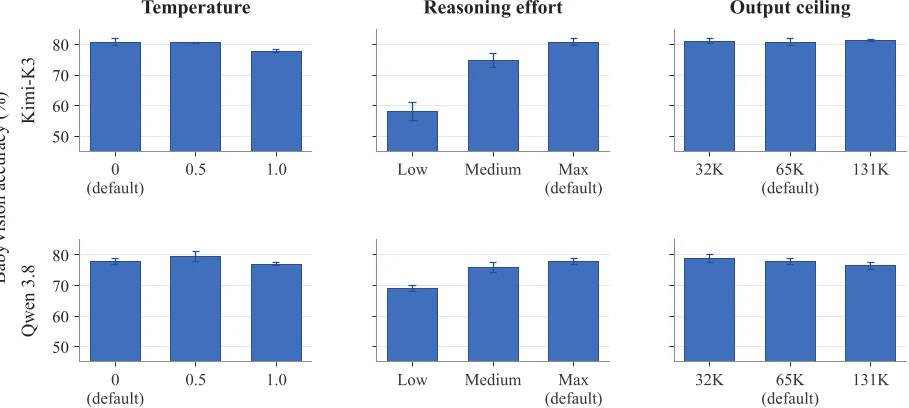 Temperature
Reasoning effort
Output ceiling
accuracy (%)
Kimi-K3
80
70
60
50
0
(default)
0.5
1.0
Low
Medium
Max
(default)
32K
65K
(default)
131K
Qwen 3.8
80
70
60
50
0
(default)
0.5
1.0
Low
Medium
Max
(default)
32K
65K
(default)
131K